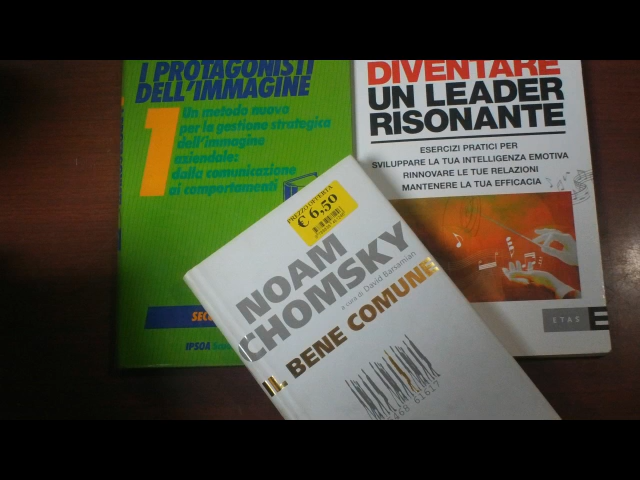 I PROTAGONISTI
DELL'IMMAGINE
1
Un metodo nuovo
per la gestione strategica
dell'immagine
aziendale:
dalla comunicazione
ai comportamenti
IPSOA
DIVENTARE
UN LEADER
RISONANTE
ESERCIZI PRATICI PER
SVILUPPARE LA TUA INTELLIGENZA EMOTIVA
RINNOVARE LE TUE RELAZIONI
MANTENERE LA TUA EFFICACIA
ETAS
PREZZO OFFERTA
€ 6,50
NOAM
CHOMSKY
a cura di David Barsamian
IL BENE COMUNE
468 61617